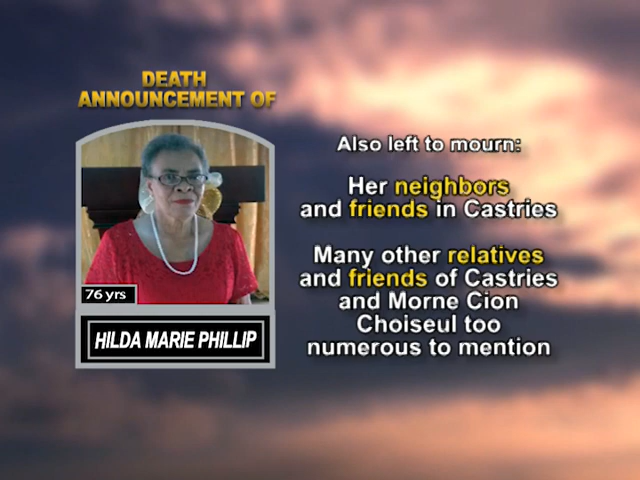 DEATH
ANNOUNCEMENT OF
76 yrs
HILDA MARIE PHILLIP
Also left to mourn:
Her neighbors
and friends in Castries
Many other relatives
and friends of Castries
and Morne Cion
Choiseul too
numerous to mention